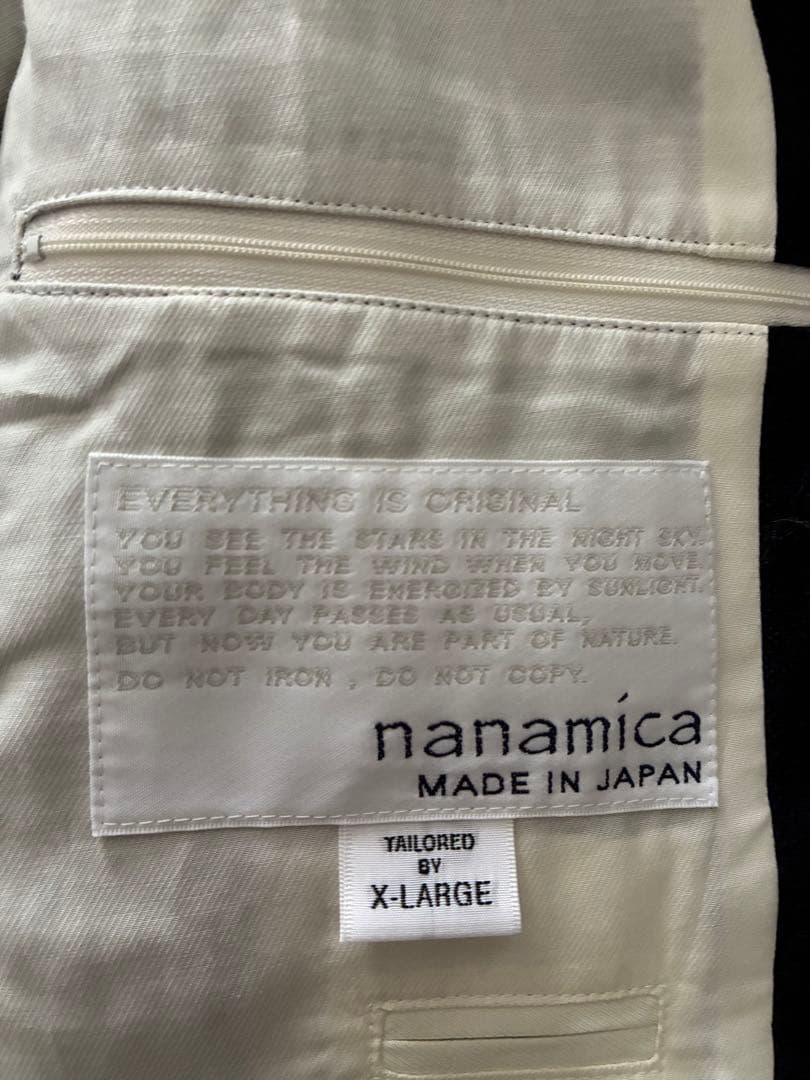 EVERYTHING IS ORIGINAL
YOU SEE THE STARS IN THE NIGHT SKY.
YOU FEEL THE WIND WHEN YOU MOVE.
YOUR BODY IS ENERGIZED BY SUNLIGHT.
EVERY DAY PASSES AS USUAL,
BUT NOW YOU ARE PART OF NATURE.
DO NOT IRON , DO NOT COPY.
nanamíca
MADE IN JAPAN
TAILORED
BY
X-LARGE